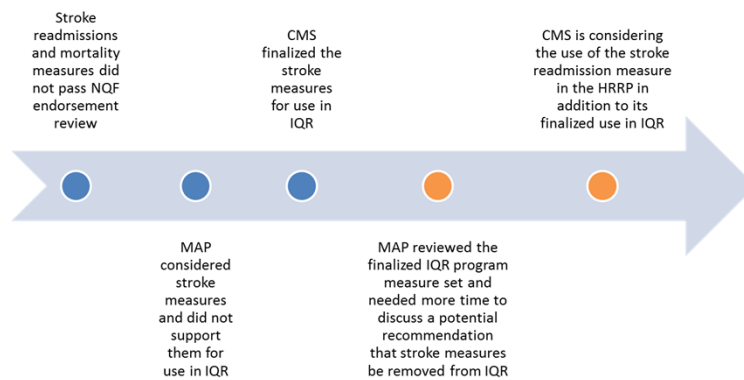 Stroke
readmissions
and mortality
measures did
not pass NQF
endorsement
review
MAP
considered
stroke
measures
and did not
support
them for
use in IQR
CMS
finalized the
stroke
measures
for use in
IQR
MAP reviewed the
finalized IQR program
measure set and
needed more time to
discuss a potential
recommendation
that stroke measures
be removed from IQR
CMS is considering
the use of the stroke
readmission measure
in the HRRP in
addition to its
finalized use in IQR